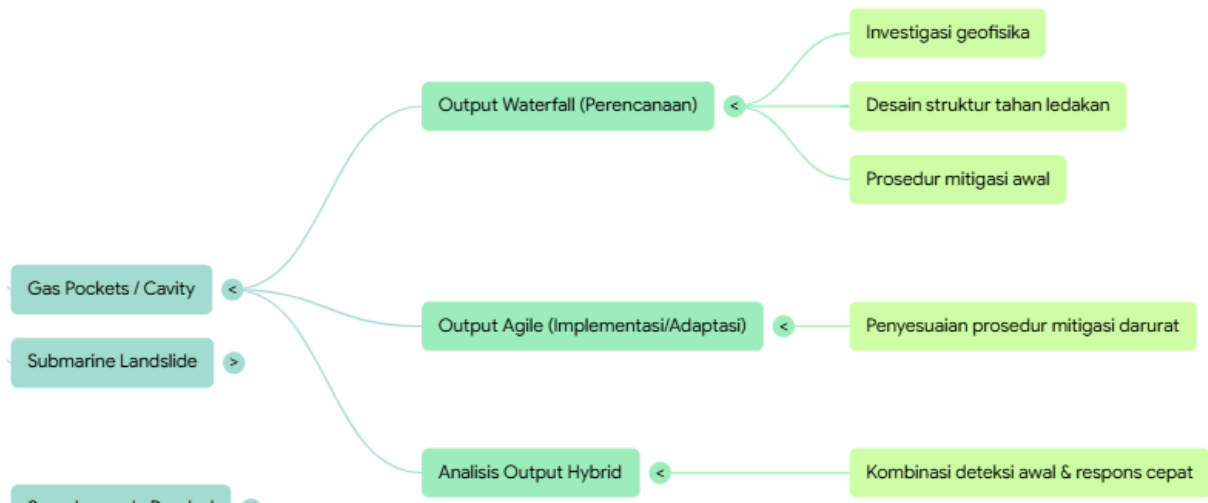 Investigasi geofisika
Output Waterfall (Perencanaan)
<
Desain struktur tahan ledakan
Prosedur mitigasi awal
Gas Pockets / Cavity
<
Output Agile (Implementasi/Adaptasi)
<
Penyesuaian prosedur mitigasi darurat
Submarine Landslide
>
Analisis Output Hybrid
<
Kombinasi deteksi awal & respons cepat